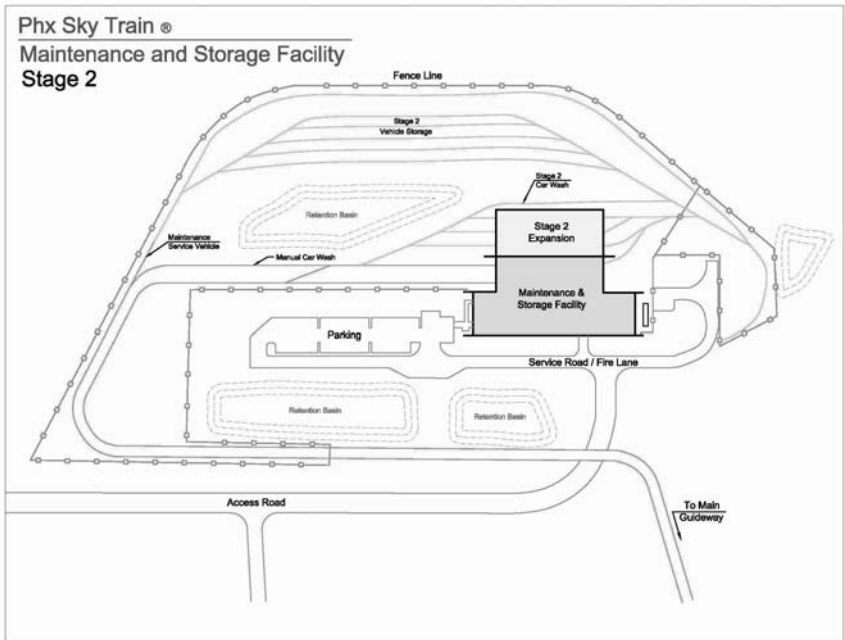 Phx Sky Train ®
Maintenance and Storage Facility
Stage 2
Fence Line
Stage 2
Vehicle Storage
Stage 2
Car Wash
Retention Basin
Stage 2
Expansion
Maintenance
Service Vehicle
Manual Car Wash
Maintenance &
Storage Facility
Parking
Service Road / Fire Lane
Retention Basin
Retention Basin
Access Road
To Main
Guideway